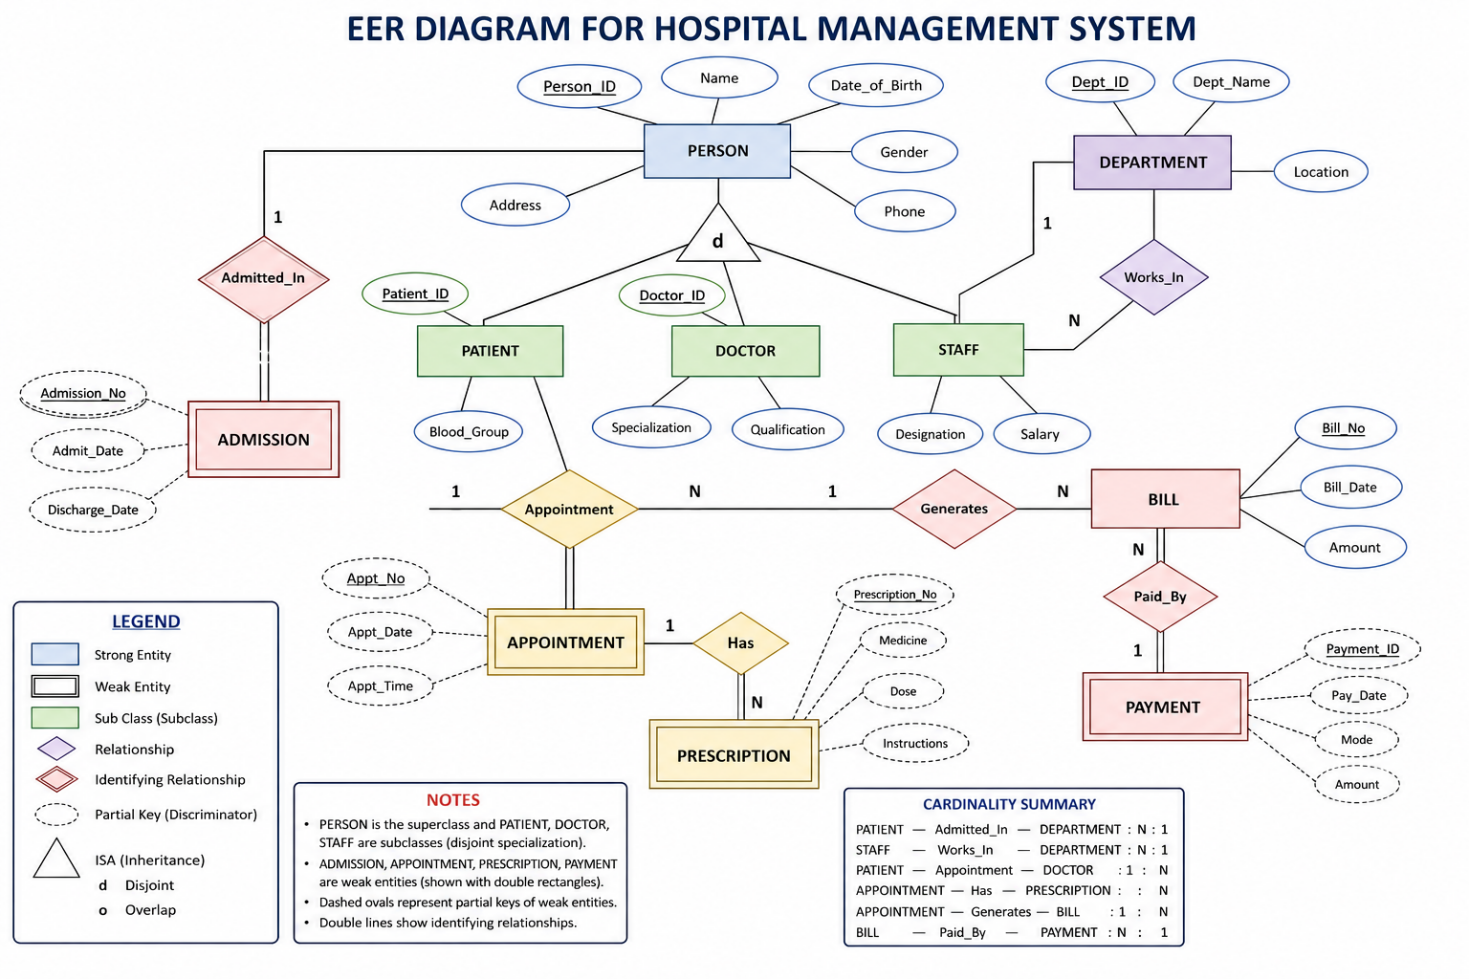 EER DIAGRAM FOR HOSPITAL MANAGEMENT SYSTEM
Person_ID
Name
Date_of_Birth
Dept_ID
Dept_Name
PERSON
Gender
DEPARTMENT
Location
Address
Phone
1
d
1
Admitted_In
Works_In
Patient_ID
Doctor_ID
N
PATIENT
DOCTOR
STAFF
Admission_No
ADMISSION
Admit_Date
Discharge_Date
Blood_Group
Specialization
Qualification
Designation
Salary
Bill_No
Bill_Date
Amount
1
Appointment
N
1
Generates
N
BILL
N
Paid_By
1
Appt_No
Appt_Date
Appt_Time
APPOINTMENT
1
Has
N
Prescription_No
Medicine
Dose
Instructions
PRESCRIPTION
Payment_ID
Pay_Date
Mode
Amount
PAYMENT
LEGEND
Strong Entity
Weak Entity
Sub Class (Subclass)
Relationship
Identifying Relationship
Partial Key (Discriminator)
ISA (Inheritance)
d Disjoint
o Overlap
NOTES
• PERSON is the superclass and PATIENT, DOCTOR,
STAFF are subclasses (disjoint specialization).
• ADMISSION, APPOINTMENT, PRESCRIPTION, PAYMENT
are weak entities (shown with double rectangles).
• Dashed ovals represent partial keys of weak entities.
• Double lines show identifying relationships.
CARDINALITY SUMMARY
PATIENT — Admitted_In — DEPARTMENT : N : 1
STAFF — Works_In — DEPARTMENT : N : 1
PATIENT — Appointment — DOCTOR : 1 : N
APPOINTMENT — Has — PRESCRIPTION : : N
APPOINTMENT — Generates — BILL : 1 : N
BILL — Paid_By — PAYMENT : N : 1